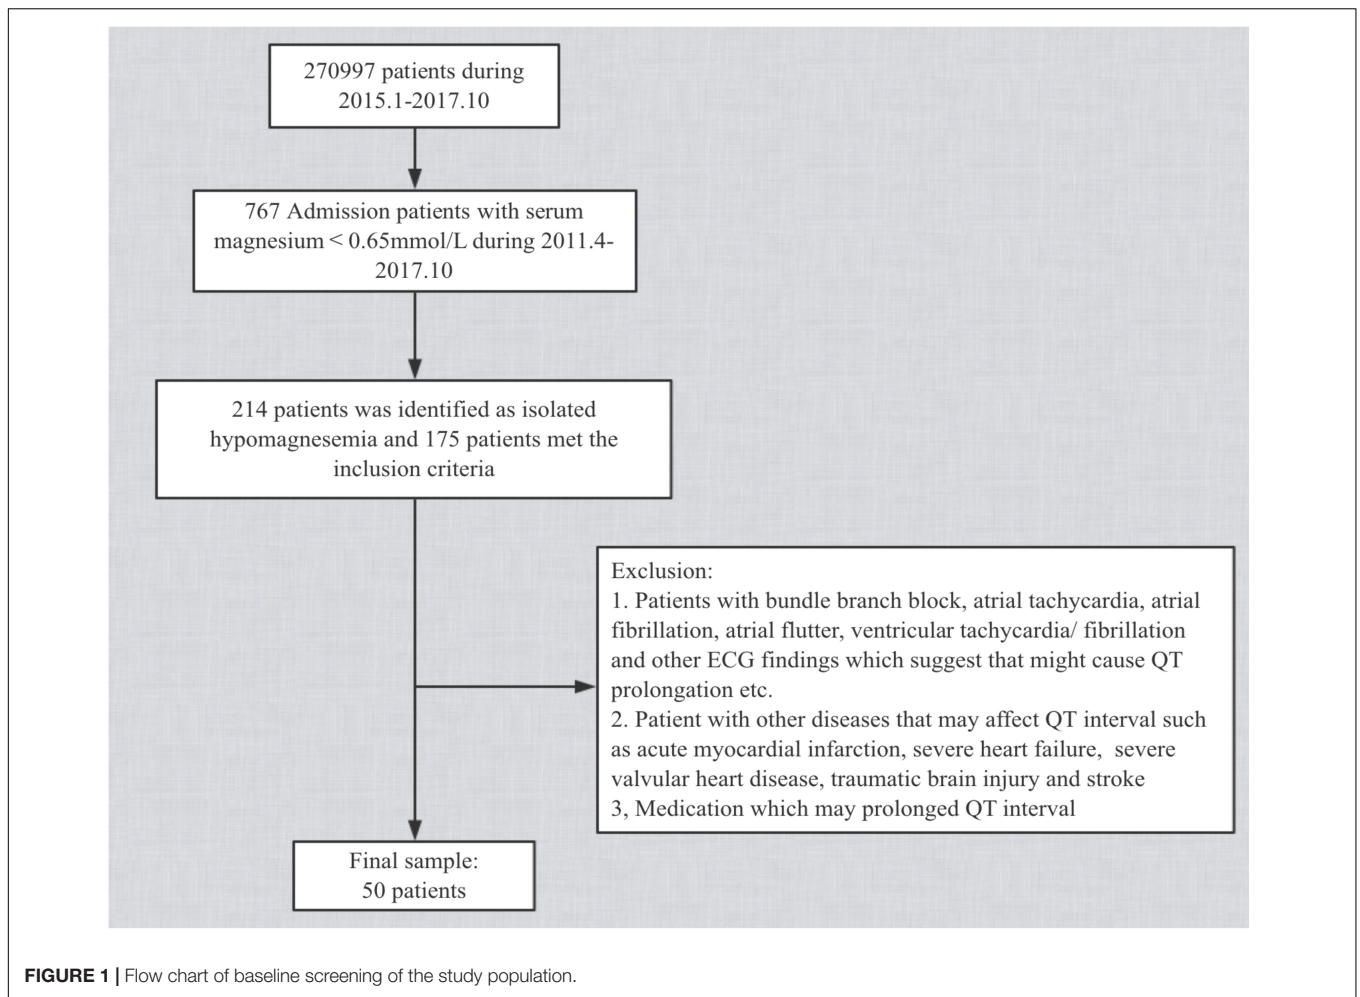 270997 patients during
2015.1-2017.10
767 Admission patients with serum
magnesium < 0.65mmol/L during 2011.4-
2017.10
214 patients was identified as isolated
hypomagnesemia and 175 patients met the
inclusion criteria
Exclusion:
1. Patients with bundle branch block, atrial tachycardia, atrial
fibrillation, atrial flutter, ventricular tachycardia/ fibrillation
and other ECG findings which suggest that might cause QT
prolongation etc.
2. Patient with other diseases that may affect QT interval such
as acute myocardial infarction, severe heart failure,  severe
valvular heart disease, traumatic brain injury and stroke
3, Medication which may prolonged QT interval
Final sample:
50 patients
FIGURE 1 | Flow chart of baseline screening of the study population.